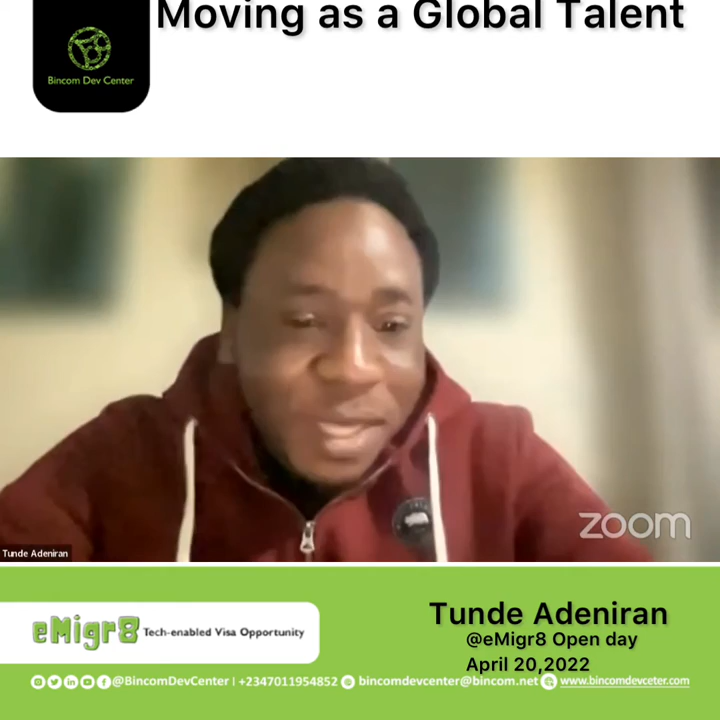 Moving as a Global Talent
Bincom Dev Center
zoom
Tunde Adeniran
eMigr8 Tech-enabled Visa Opportunity
Tunde Adeniran
@eMigr8 Open day
April 20,2022
@BincomDevCenter | +2347011954852 bincomdevcenter@bincom.net www.bincomdevceter.com